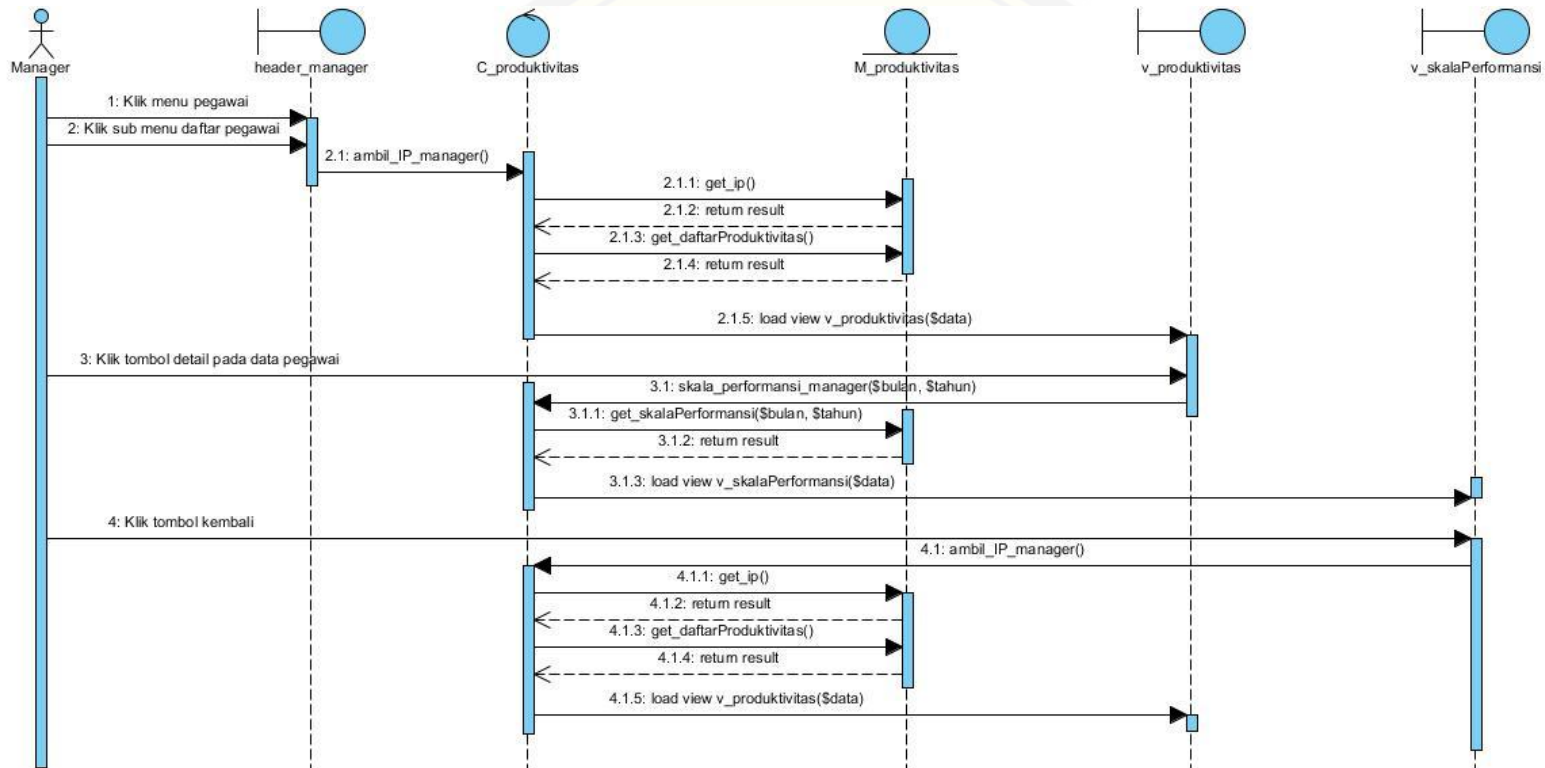 Manager
header_manager
C_produktivitas
M_produktivitas
v_produktivitas
v_skalaPerformansi
1: Klik menu pegawai
2: Klik sub menu daftar pegawai
2.1: ambil_IP_manager()
2.1.1: get_ip()
2.1.2: return result
2.1.3: get_daftarProduktivitas()
2.1.4: return result
2.1.5: load view v_produktivitas($data)
3: Klik tombol detail pada data pegawai
3.1: skala_performansi_manager($bulan, $tahun)
3.1.1: get_skalaPerformansi($bulan, $tahun)
3.1.2: return result
3.1.3: load view v_skalaPerformansi($data)
4: Klik tombol kembali
4.1: ambil_IP_manager()
4.1.1: get_ip()
4.1.2: return result
4.1.3: get_daftarProduktivitas()
4.1.4: return result
4.1.5: load view v_produktivitas($data)